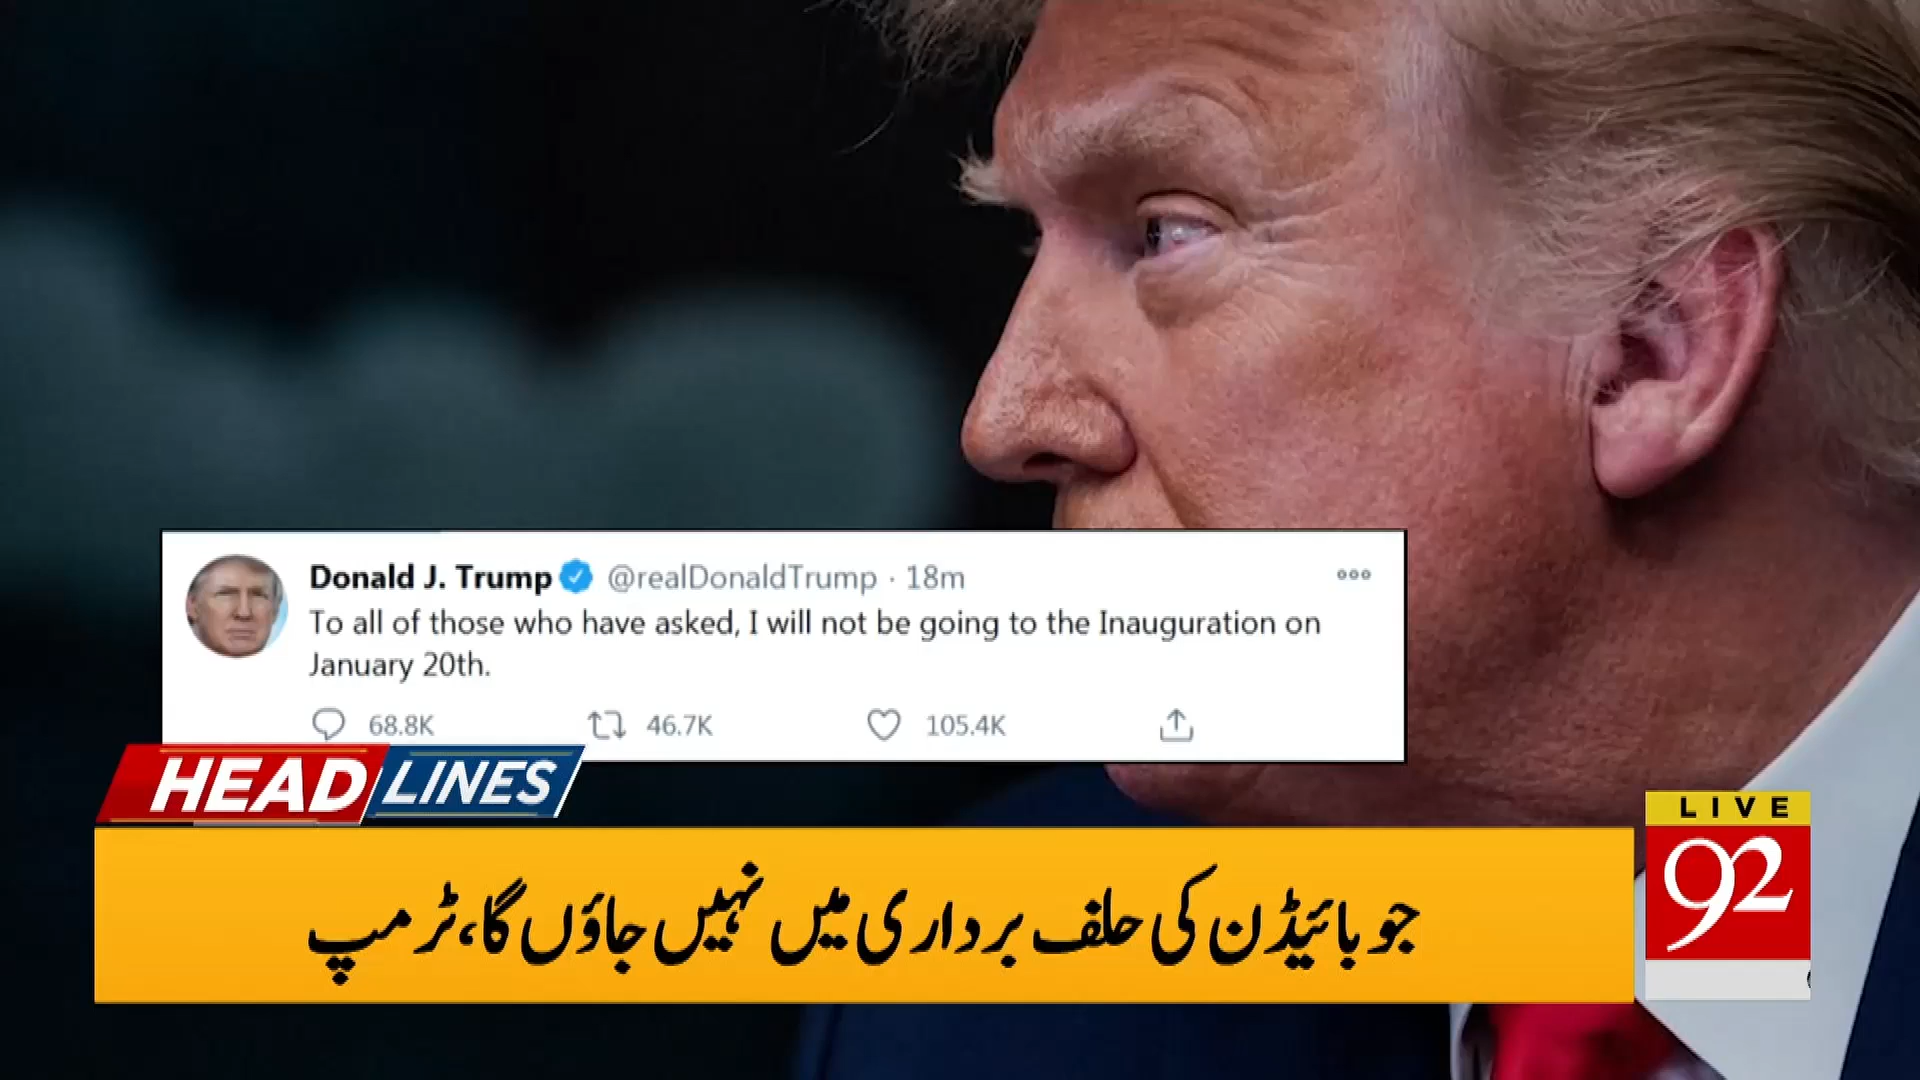 Donald J. Trump @realDonaldTrump · 18m
To all of those who have asked, I will not be going to the Inauguration on
January 20th.
68.8K 46.7K 105.4K
HEADLINES
جو بائیڈن کی حلف برداری میں نہیں جاؤں گا، ٹرمپ
LIVE
92